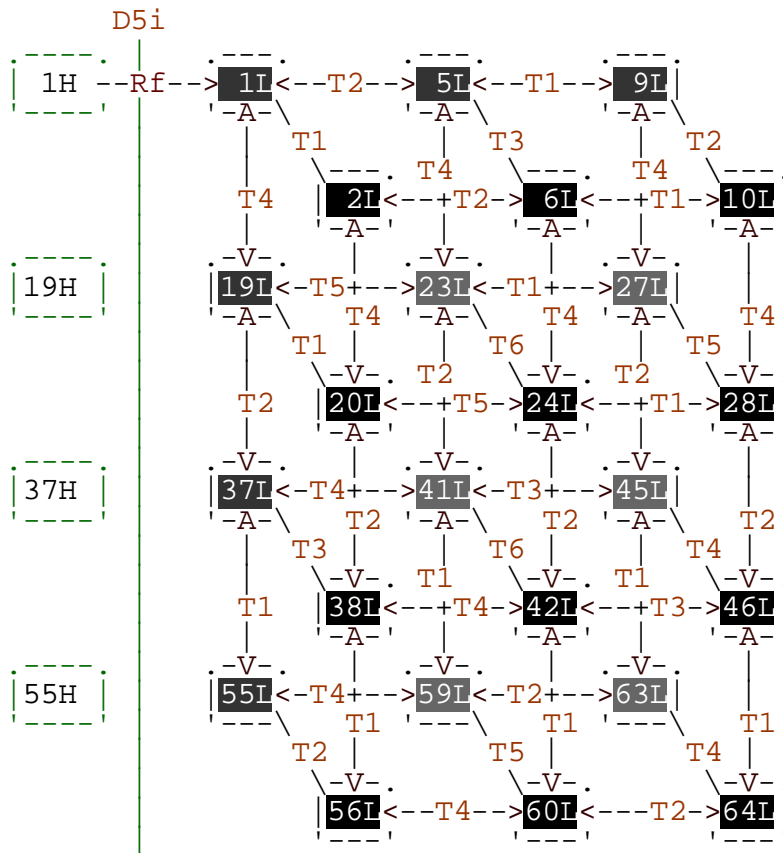 D5i
1H --Rf--> 1L <--T2--> 5L <--T1--> 9L
T1 T3 T2
T4 T4 T4
2L <--+T2--> 6L <--+T1--> 10L
19H 19L <-T5+--> 23L <-T1+--> 27L
T4 T4 T4
T1 T6 T5
T2 T2 T2
20L <--+T5--> 24L <--+T1--> 28L
37H 37L <-T4+--> 41L <-T3+--> 45L
T2 T2 T2
T3 T6 T4
T1 T1 T1
38L <--+T4--> 42L <--+T3--> 46L
55H 55L <-T4+--> 59L <-T2+--> 63L
T1 T1 T1
T2 T5 T4
56L <--T4--> 60L <--T2--> 64L